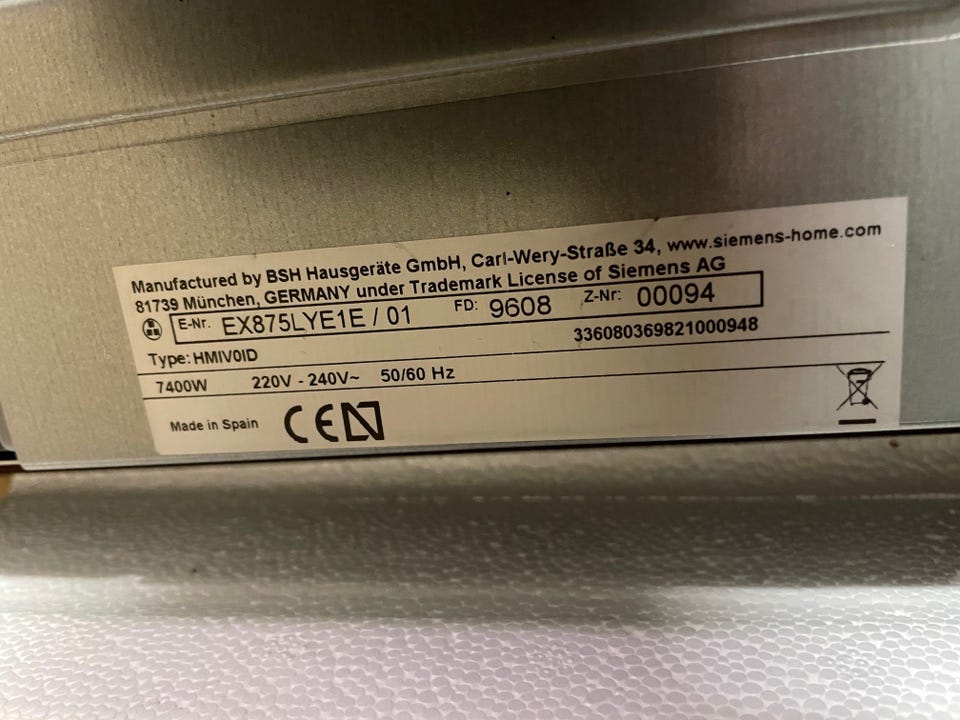 Manufactured by BSH Hausgeräte GmbH, Carl-Wery-Straße 34, www.siemens-home.com
81739 München, GERMANY under Trademark License of Siemens AG
E-Nr. EX875LYE1E / 01 FD: 9608 Z-Nr: 00094
336080369821000948
Type: HMIV0ID
7400W 220V - 240V~ 50/60 Hz
Made in Spain CE N